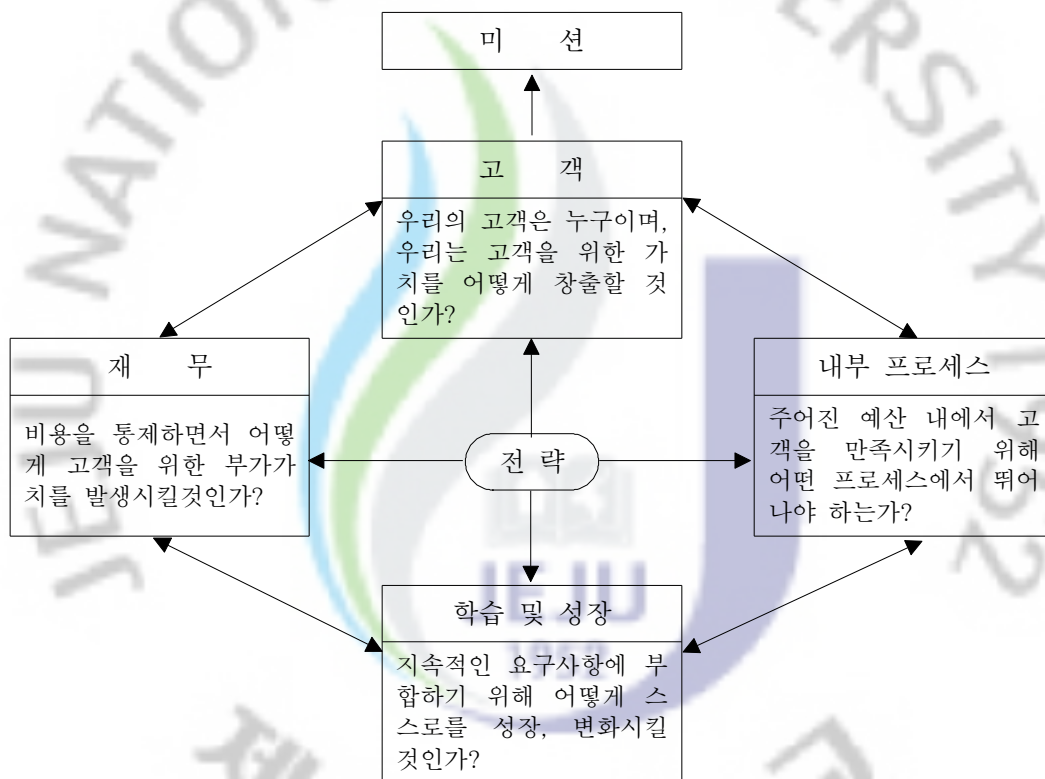 미 션
고 객
우리의 고객은 누구이며,
우리는 고객을 위한 가
치를 어떻게 창출할 것
인가?
재 무
비용을 통제하면서 어떻
게 고객을 위한 부가가
치를 발생시킬것인가?
전 략
내부 프로세스
주어진 예산 내에서 고
객을 만족시키기 위해
어떤 프로세스에서 뛰어
나야 하는가?
학습 및 성장
지속적인 요구사항에 부
합하기 위해 어떻게 스
스로를 성장, 변화시킬
것인가?
JEJU
1952
JEJU NATIONAL UNIVERSITY 1952